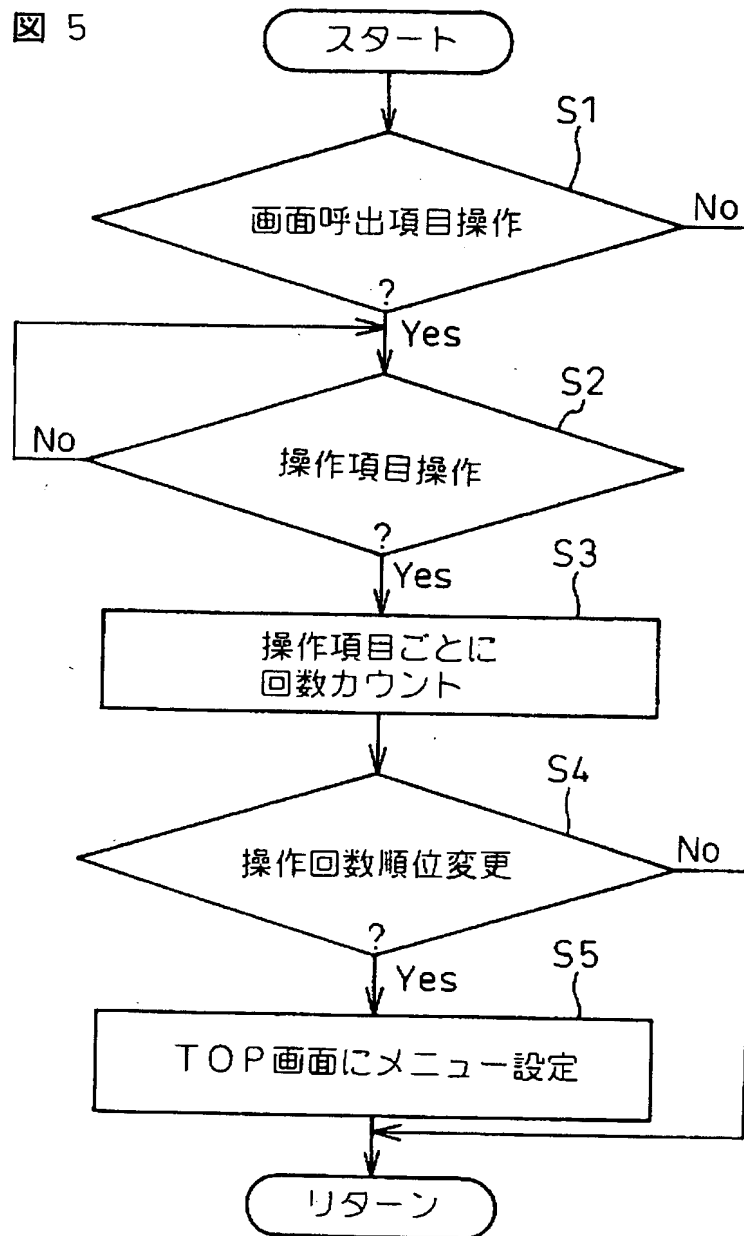 図 5
スタート
S1
画面呼出項目操作
No
?
Yes
S2
操作項目操作
No
?
Yes
S3
操作項目ごとに
回数カウント
S4
操作回数順位変更
No
?
Yes
S5
TOP画面にメニュー設定
リターン